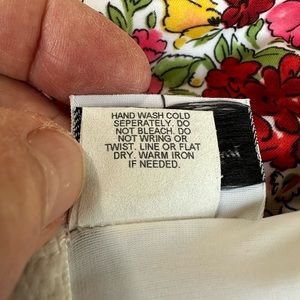 HAND WASH COLD
SEPERATELY. DO
NOT BLEACH. DO
NOT WRING OR
TWIST. LINE OR FLAT
DRY. WARM IRON
IF NEEDED.